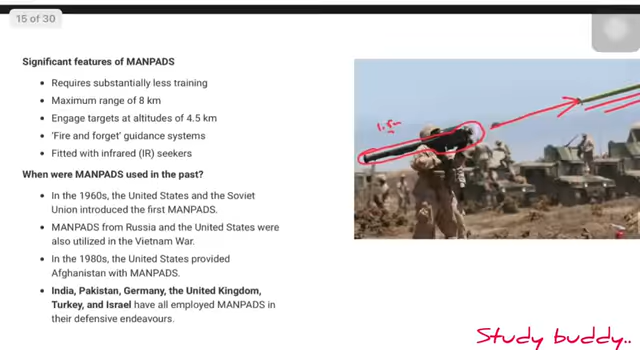 15 of 30
Significant features of MANPADS
• Requires substantially less training
• Maximum range of 8 km
• Engage targets at altitudes of 4.5 km
• 'Fire and forget' guidance systems
• Fitted with infrared (IR) seekers
When were MANPADS used in the past?
• In the 1960s, the United States and the Soviet
Union introduced the first MANPADS.
• MANPADS from Russia and the United States were
also utilized in the Vietnam War.
• In the 1980s, the United States provided
Afghanistan with MANPADS.
• India, Pakistan, Germany, the United Kingdom,
Turkey, and Israel have all employed MANPADS in
their defensive endeavours.
1.5m
Study buddy..